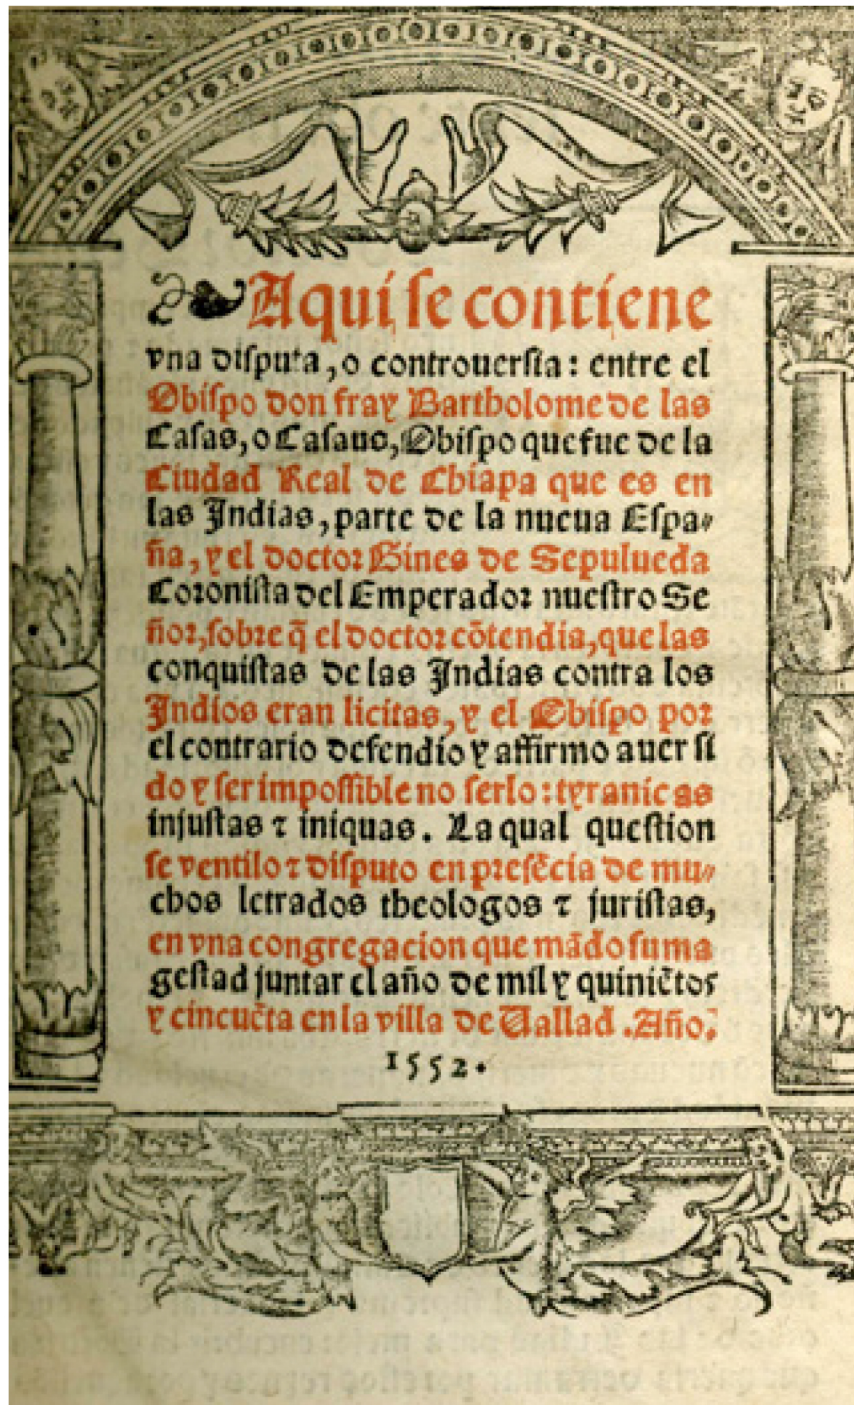 Aqui se contiene
vna disputa, o controuersia: entre el
Obispo don fray Bartholome de las
Casas, o Casaus, Obispo que fue de la
Ciudad Real de Chiapa que es en
las Indias, parte de la nueua Espa-
ña, y el doctor Gines de Sepulueda
Coronista del Emperador nuestro Se
ñor, sobre q̃ el doctor cõtendia, que las
conquistas de las Indias contra los
Indios eran licitas, y el Obispo por
el contrario defendio y affirmo auer si
do y ser impossible no serlo: tyranicas
injustas ⁊ iniquas. La qual question
se ventilo ⁊ disputo en presẽcia de mu-
chos letrados theologos ⁊ juristas,
en vna congregacion que mãdo su ma
gestad juntar el año de mil y quiniẽtos
y cincuẽta en la villa de Vallad. Año.
1552.